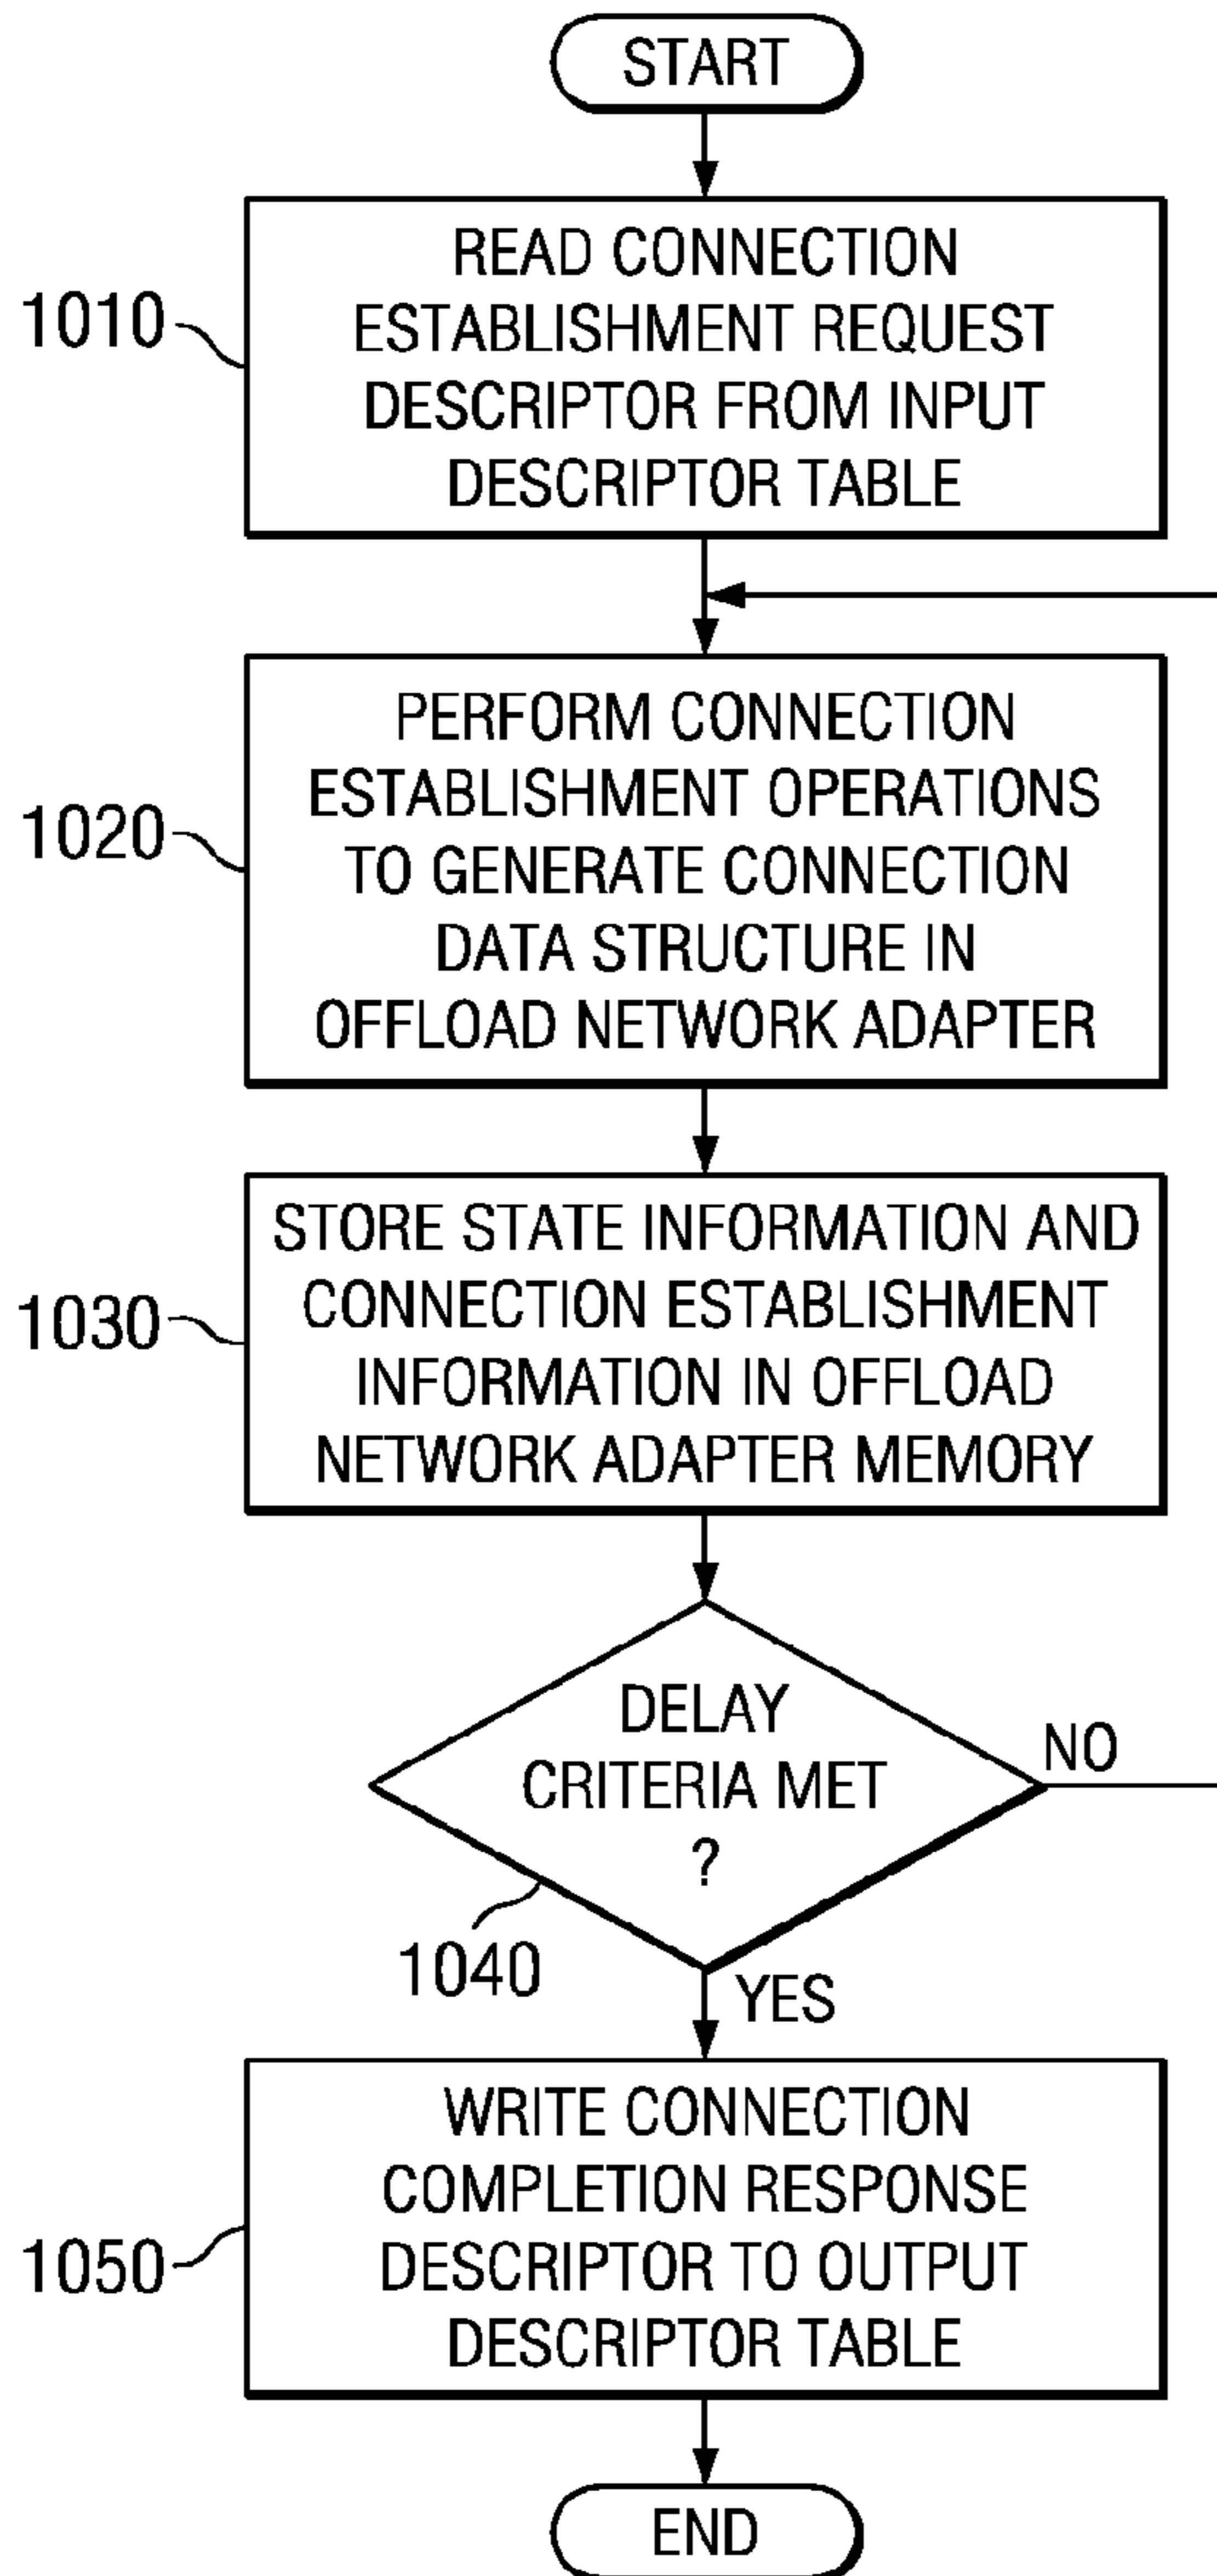 START
READ CONNECTION
ESTABLISHMENT REQUEST
DESCRIPTOR FROM INPUT
DESCRIPTOR TABLE
1010
PERFORM CONNECTION
ESTABLISHMENT OPERATIONS
TO GENERATE CONNECTION
DATA STRUCTURE IN
OFFLOAD NETWORK ADAPTER
1020
STORE STATE INFORMATION AND
CONNECTION ESTABLISHMENT
INFORMATION IN OFFLOAD
NETWORK ADAPTER MEMORY
1030
DELAY
CRITERIA MET
?
NO
1040
YES
WRITE CONNECTION
COMPLETION RESPONSE
DESCRIPTOR TO OUTPUT
DESCRIPTOR TABLE
1050
END